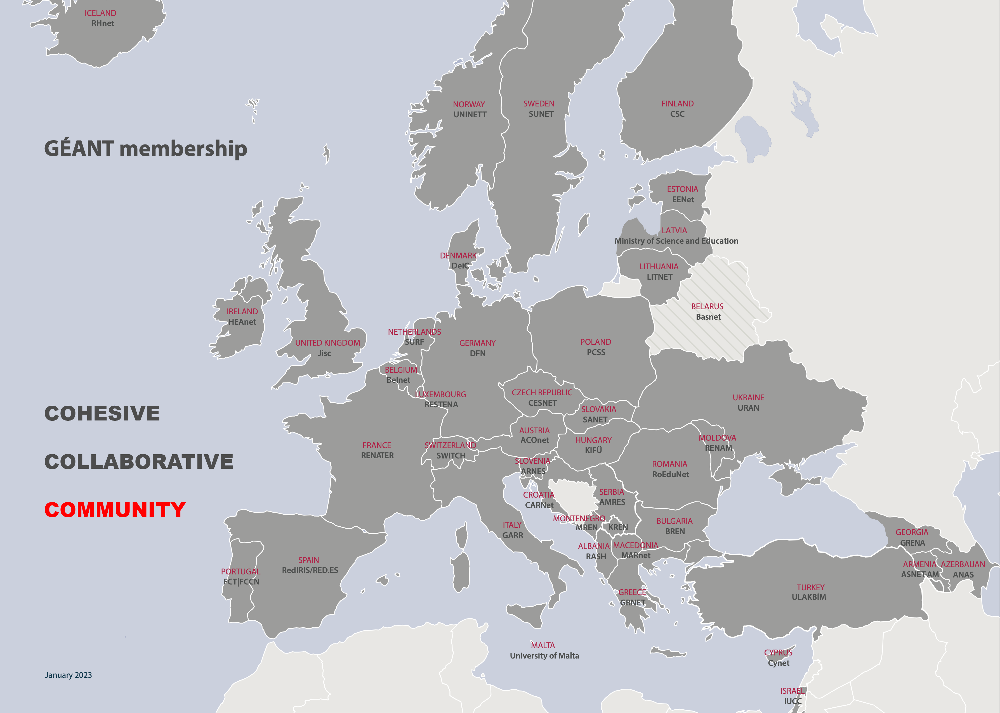 ICELAND
RHnet
NORWAY
UNINETT
SWEDEN
SUNET
FINLAND
CSC
GÉANT membership
ESTONIA
EENet
LATVIA
Ministry of Science and Education
DENMARK
DeiC
LITHUANIA
LITNET
BELARUS
Basnet
IRELAND
HEAnet
UNITED KINGDOM
Jisc
NETHERLANDS
SURF
GERMANY
DFN
POLAND
PCSS
BELGIUM
Belnet
LUXEMBOURG
RESTENA
CZECH REPUBLIC
CESNET
UKRAINE
URAN
COHESIVE
SLOVAKIA
SANET
AUSTRIA
ACOnet
HUNGARY
KIFÜ
MOLDOVA
RENAM
FRANCE
RENATER
SWITZERLAND
SWITCH
COLLABORATIVE
SLOVENIA
ARNES
ROMANIA
RoEduNet
CROATIA
CARNet
SERBIA
AMRES
COMMUNITY
MONTENEGRO
MREN
KREN
BULGARIA
BREN
ITALY
GARR
GEORGIA
GRENA
ALBANIA
RASH
MACEDONIA
MARnet
SPAIN
RedIRIS/RED.ES
PORTUGAL
FCT|FCCN
ARMENIA
ASNET-AM
AZERBAIJAN
ANAS
GREECE
GRNET
TURKEY
ULAKBİM
MALTA
University of Malta
CYPRUS
Cynet
January 2023
ISRAEL
IUCC